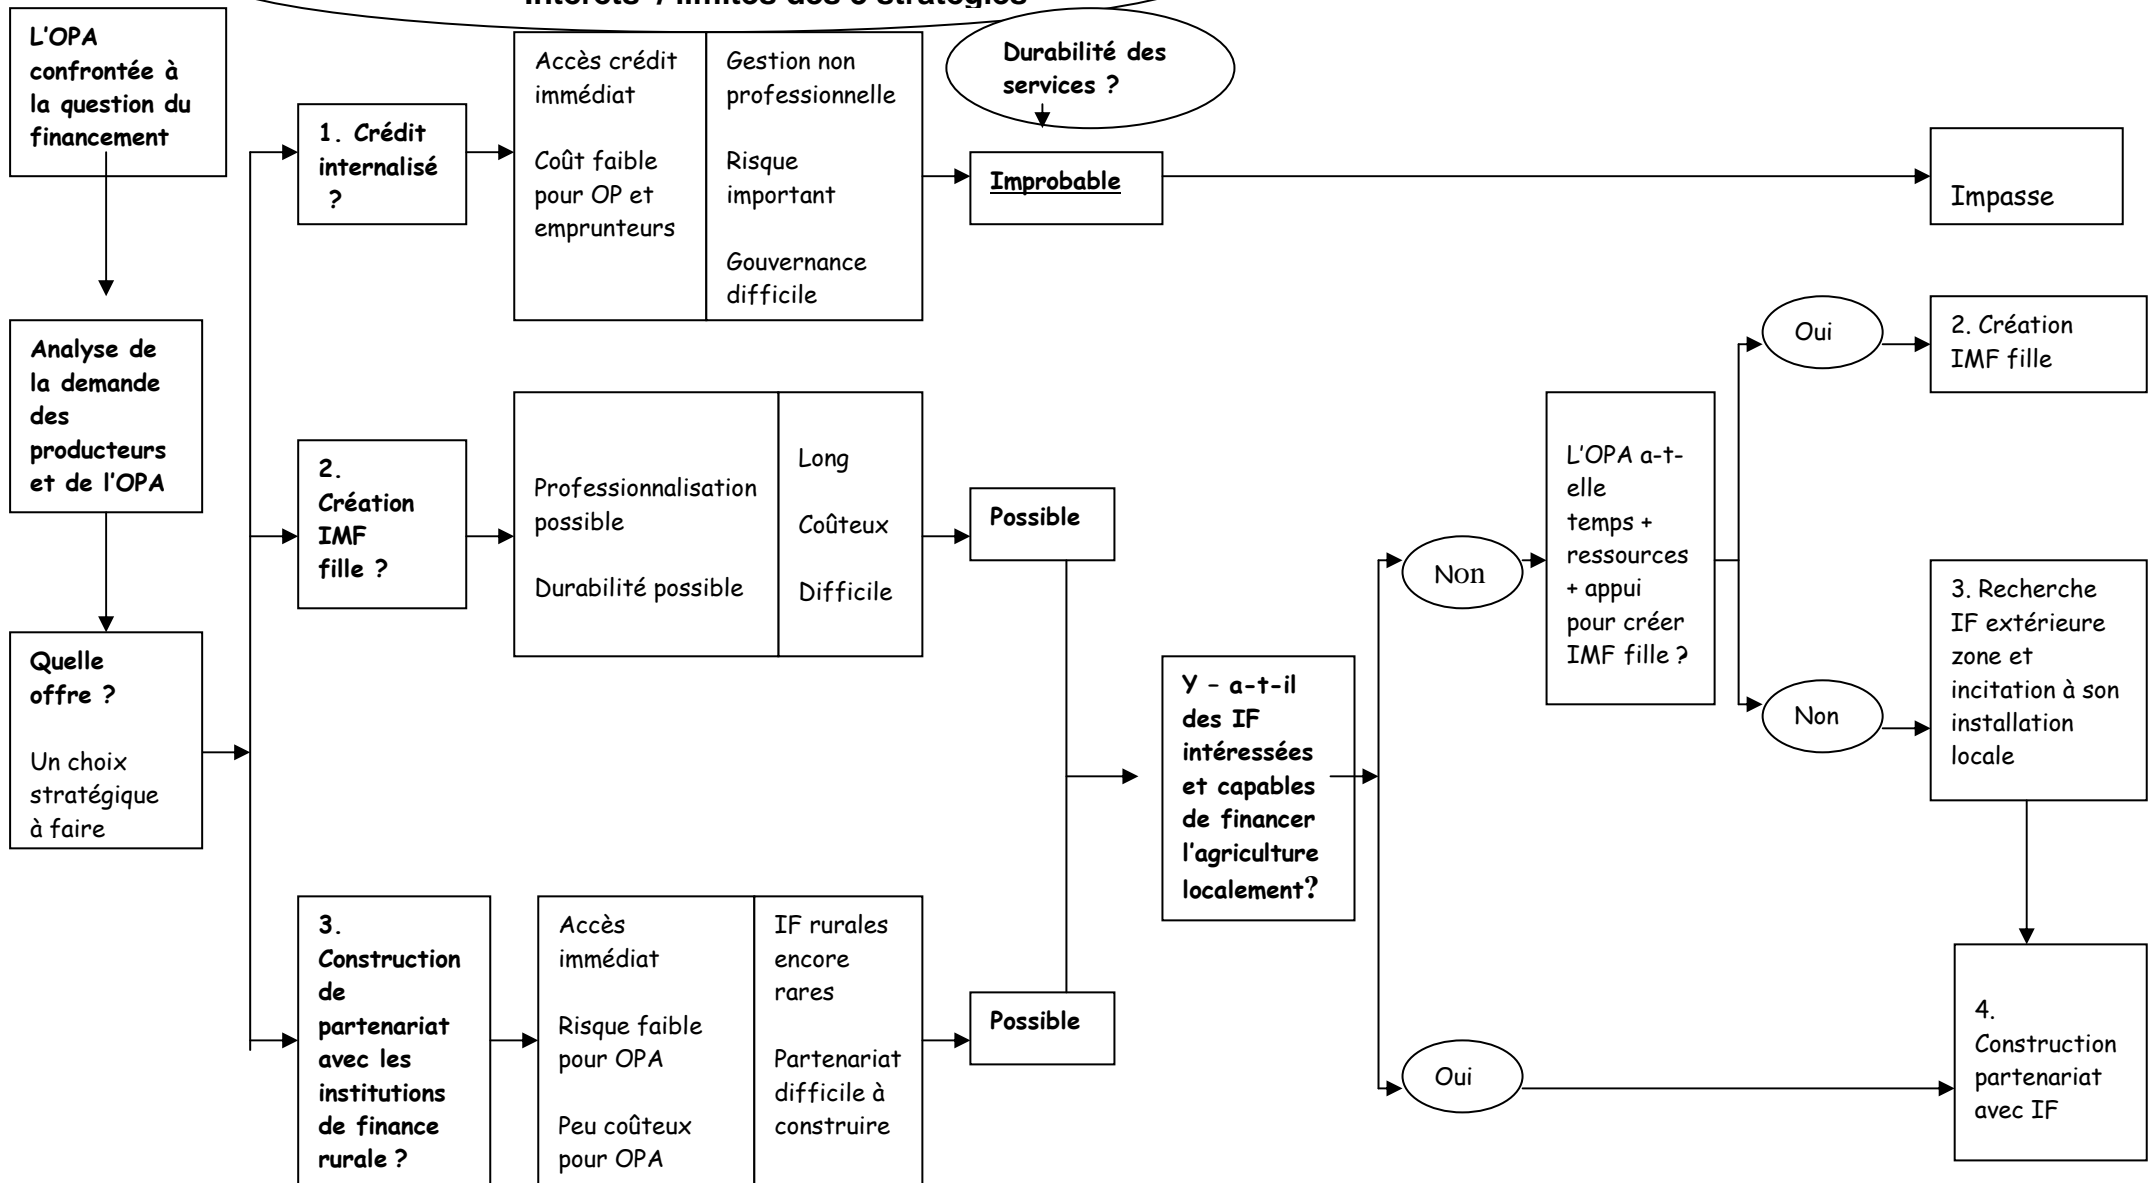 Intérêts / limites des 3 stratégies
L'OPA
confrontée à
la question du
financement
Analyse de
la demande
des
producteurs
et de l'OPA
Quelle
offre ?
Un choix
stratégique
à faire
1. Crédit
internalisé
?
Accès crédit
immédiat
Coût faible
pour OP et
emprunteurs
Gestion non
professionnelle
Risque
important
Gouvernance
difficile
Durabilité des
services ?
Improbable
Impasse
2.
Création
IMF
fille ?
Professionnalisation
possible
Durabilité possible
Long
Coûteux
Difficile
Possible
3.
Construction
de
partenariat
avec les
institutions
de finance
rurale ?
Accès
immédiat
Risque faible
pour OPA
Peu coûteux
pour OPA
IF rurales
encore
rares
Partenariat
difficile à
construire
Possible
Y – a-t-il
des IF
intéressées
et capables
de financer
l'agriculture
localement?
Non
L'OPA a-t-
elle
temps +
ressources
+ appui
pour créer
IMF fille ?
Oui
2. Création
IMF fille
Non
3. Recherche
IF extérieure
zone et
incitation à son
installation
locale
Oui
4.
Construction
partenariat
avec IF